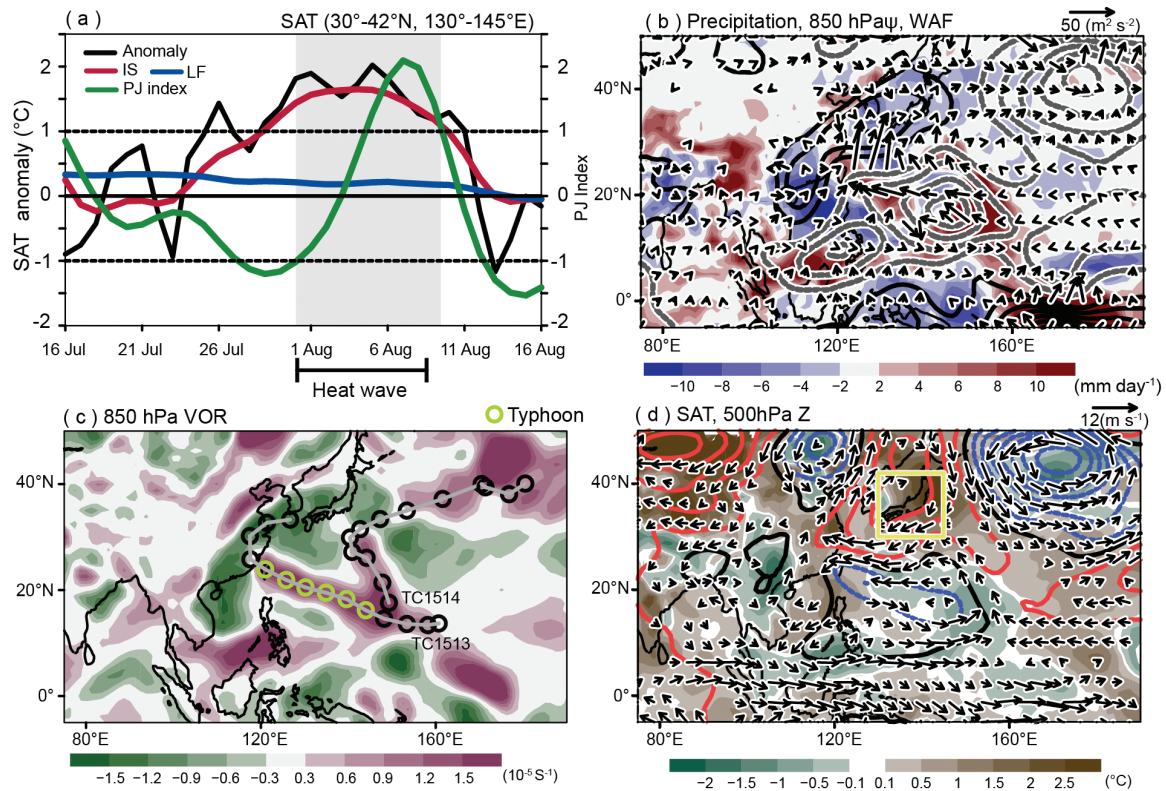 ( a ) SAT (30°-42°N, 130°-145°E)
Anomaly
IS LF
PJ index
SAT anomaly (°C)
2 1 0 -1 -2
PJ Index
2 1 0 -1 -2
16 Jul 21 Jul 26 Jul 1 Aug 6 Aug 11 Aug 16 Aug
Heat wave
( b ) Precipitation, 850 hPaψ, WAF
50 (m² s⁻²)
40°N
20°N
0°
80°E 120°E 160°E
−10 −8 −6 −4 −2 2 4 6 8 10 (mm day⁻¹)
( c ) 850 hPa VOR
Typhoon
40°N
20°N
0°
TC1514
TC1513
80°E 120°E 160°E
−1.5 −1.2 −0.9 −0.6 −0.3 0.3 0.6 0.9 1.2 1.5 (10⁻⁵ S⁻¹)
( d ) SAT, 500hPa Z
12(m s⁻¹)
40°N
20°N
0°
80°E 120°E 160°E
−2 −1.5 −1 −0.5 −0.1 0.1 0.5 1 1.5 2 2.5 (°C)